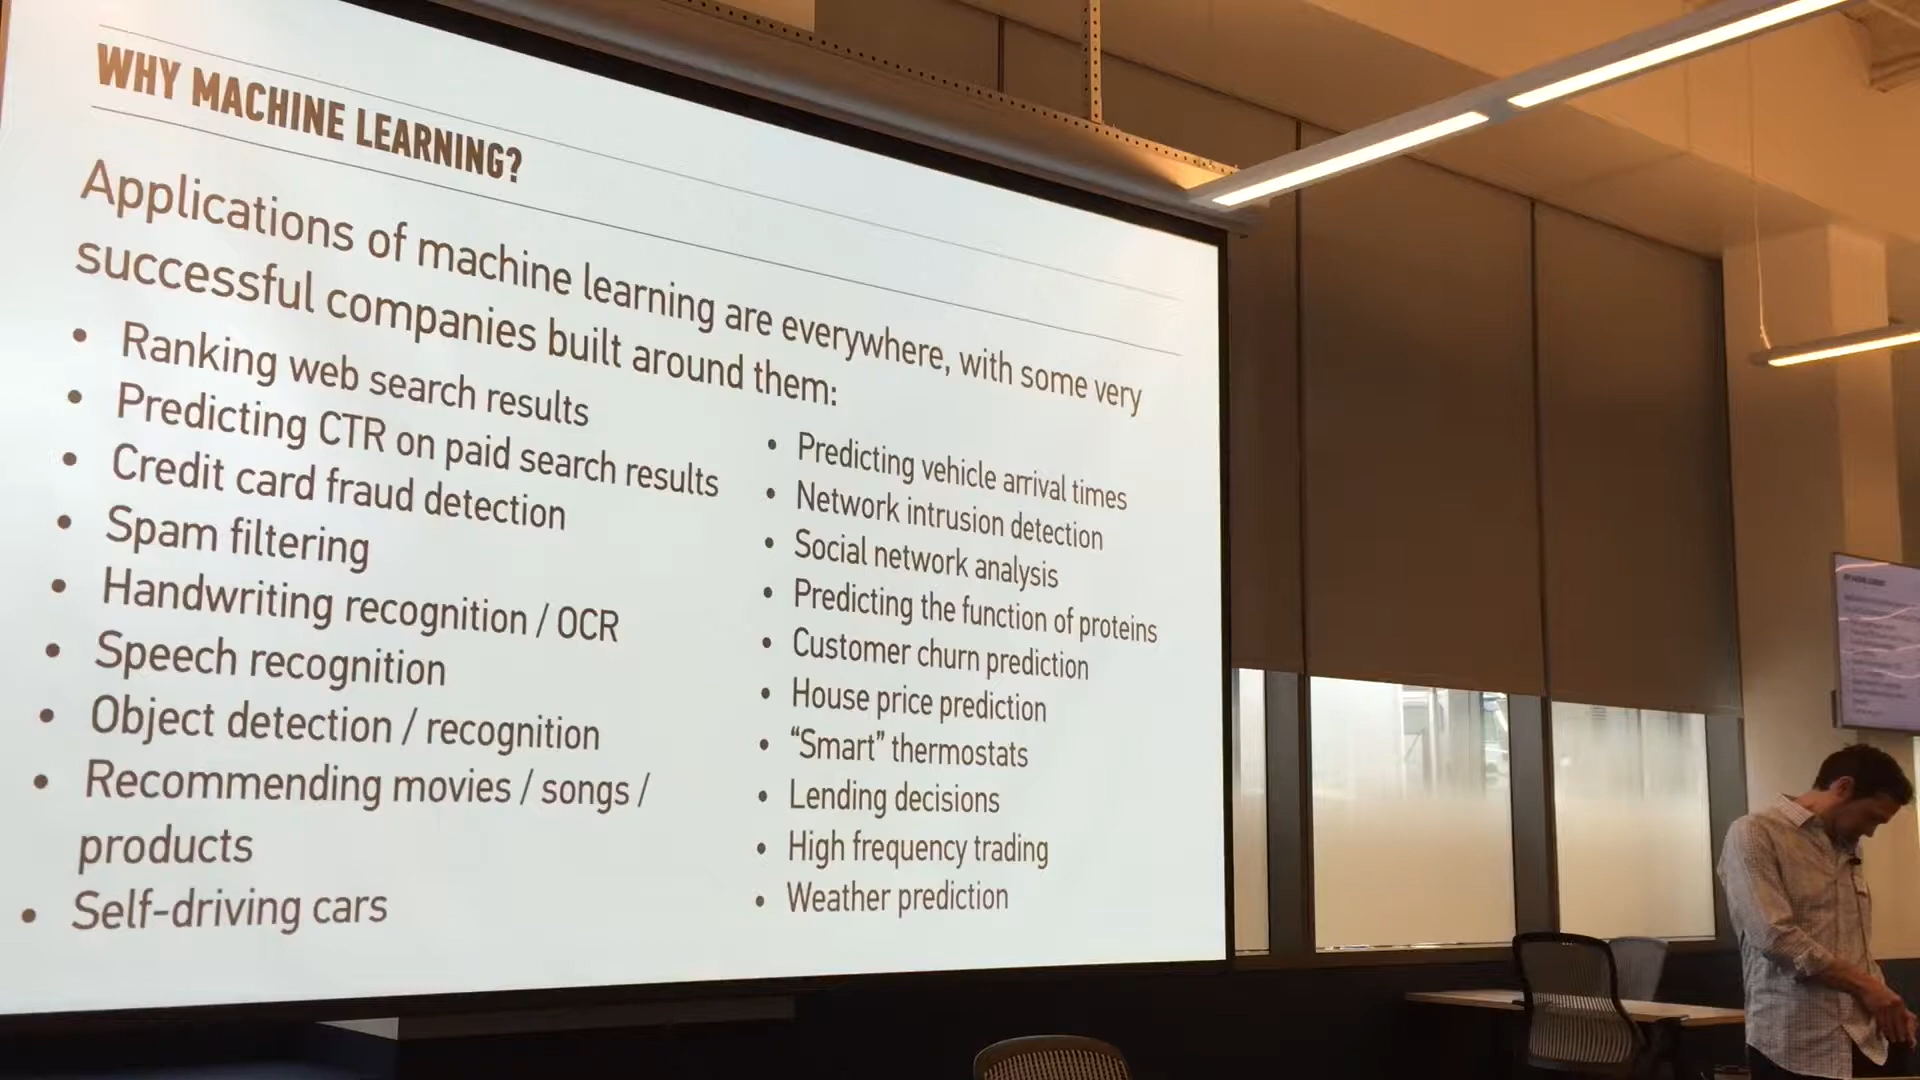 WHY MACHINE LEARNING?
Applications of machine learning are everywhere, with some very
successful companies built around them:
• Ranking web search results
• Predicting CTR on paid search results
• Credit card fraud detection
• Spam filtering
• Handwriting recognition / OCR
• Speech recognition
• Object detection / recognition
• Recommending movies / songs /
products
• Self-driving cars
• Predicting vehicle arrival times
• Network intrusion detection
• Social network analysis
• Predicting the function of proteins
• Customer churn prediction
• House price prediction
• “Smart” thermostats
• Lending decisions
• High frequency trading
• Weather prediction